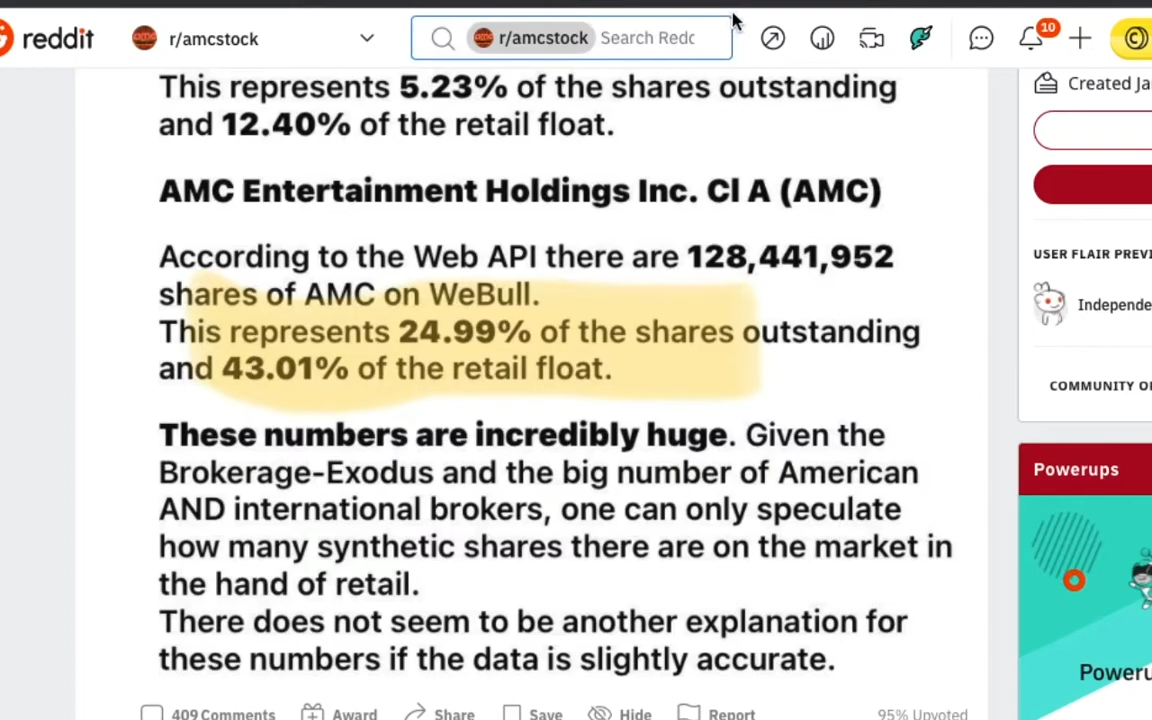 reddit
r/amcstock
r/amcstock Search Redd
10
This represents 5.23% of the shares outstanding
and 12.40% of the retail float.
AMC Entertainment Holdings Inc. Cl A (AMC)
According to the Web API there are 128,441,952
shares of AMC on WeBull.
This represents 24.99% of the shares outstanding
and 43.01% of the retail float.
These numbers are incredibly huge. Given the
Brokerage-Exodus and the big number of American
AND international brokers, one can only speculate
how many synthetic shares there are on the market in
the hand of retail.
There does not seem to be another explanation for
these numbers if the data is slightly accurate.
409 Comments Award Share Save Hide Report 95% Upvoted
Created Ja
USER FLAIR PREVI
Independe
COMMUNITY O
Powerups
Poweru